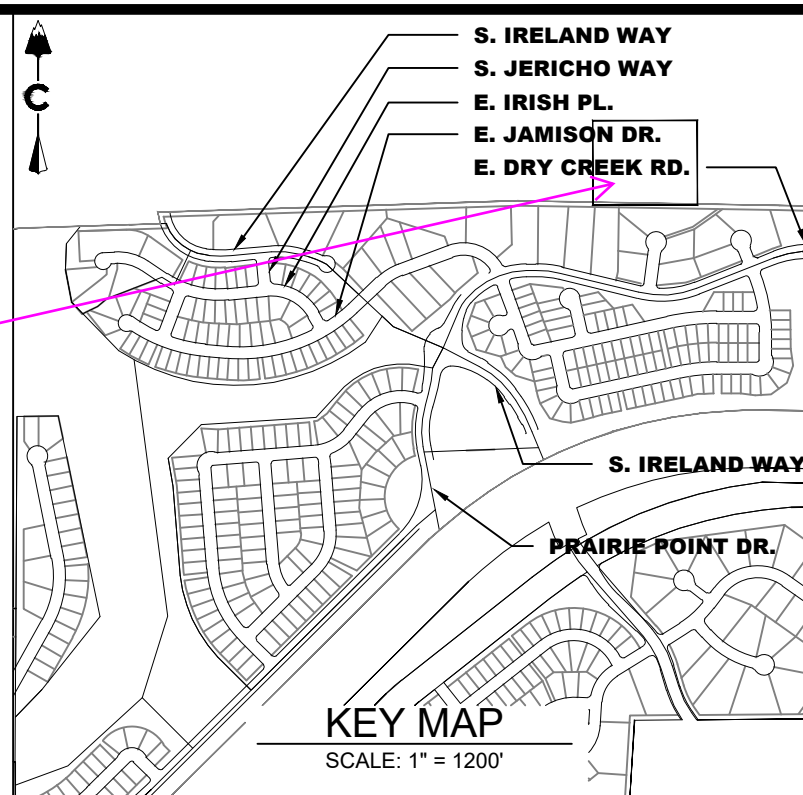 S. IRELAND WAY
S. JERICHO WAY
E. IRISH PL.
E. JAMISON DR.
E. DRY CREEK RD.
C
S. IRELAND WAY
PRAIRIE POINT DR.
KEY MAP
SCALE: 1" = 1200'